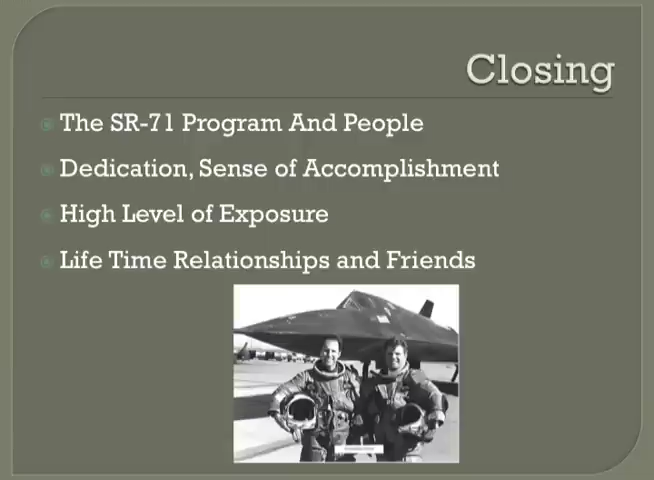 Closing
The SR-71 Program And People
Dedication, Sense of Accomplishment
High Level of Exposure
Life Time Relationships and Friends